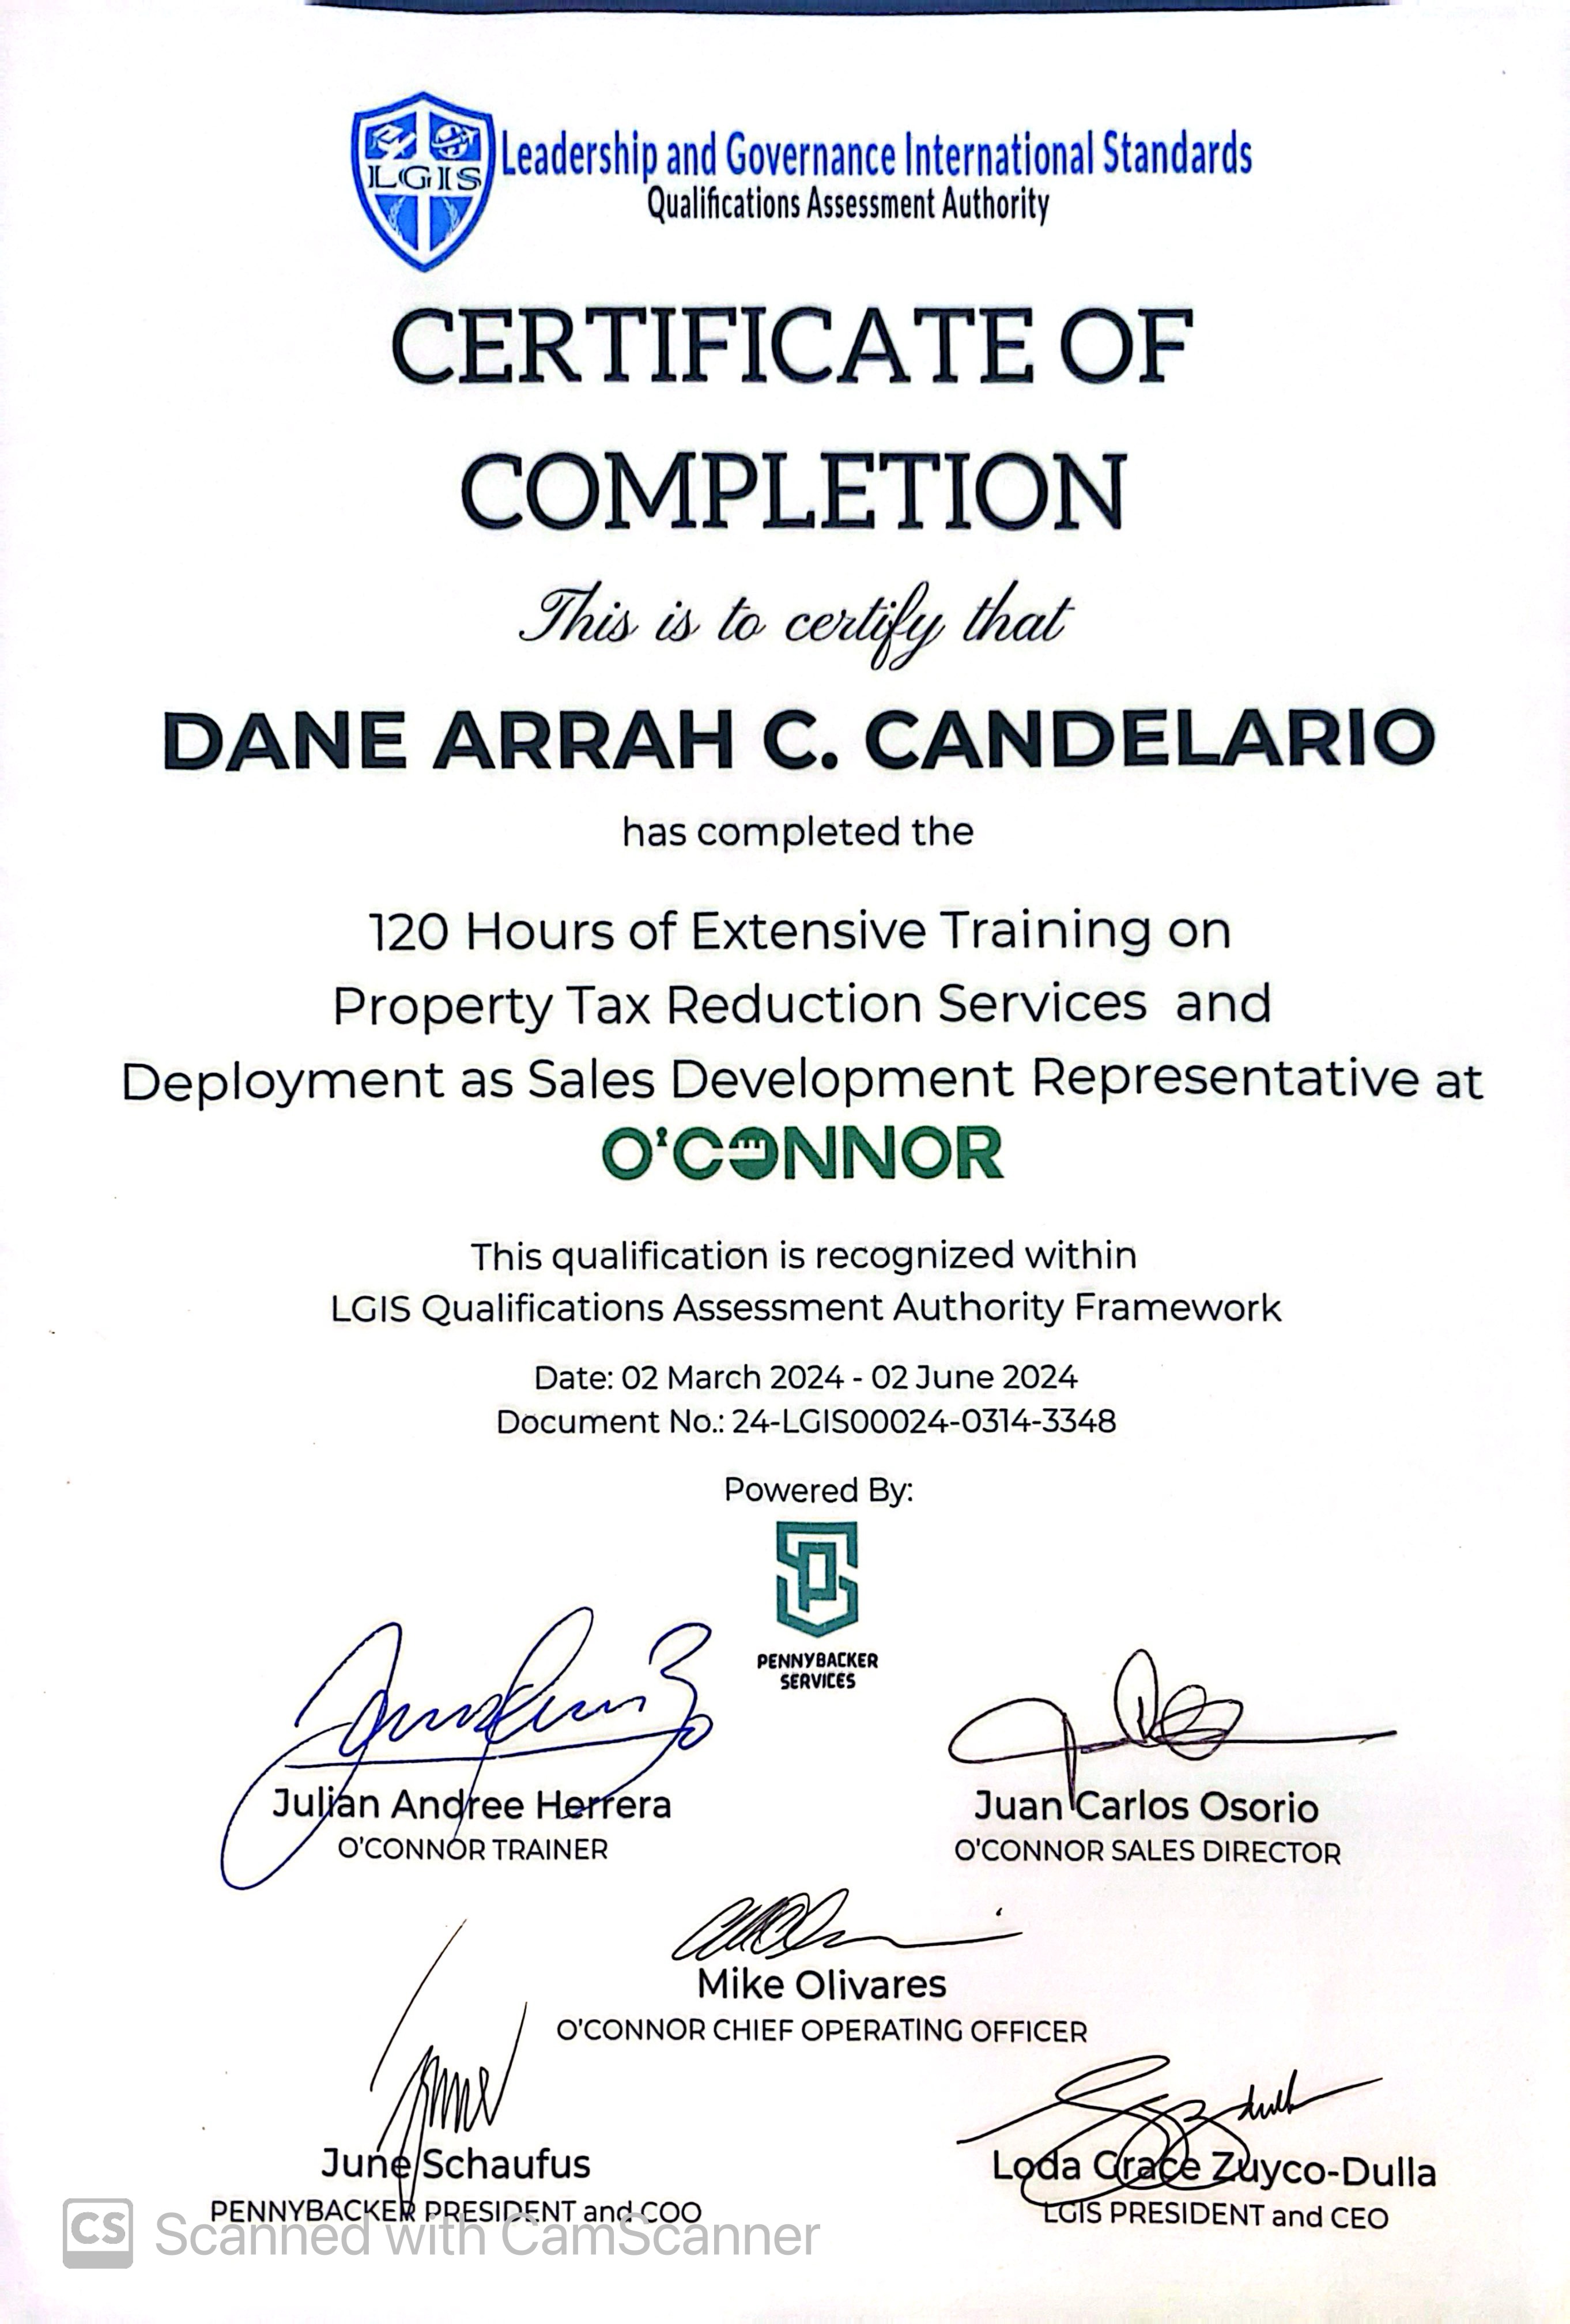 LGIS
Leadership and Governance International Standards
Qualifications Assessment Authority
CERTIFICATE OF
COMPLETION
This is to certify that
DANE ARRAH C. CANDELARIO
has completed the
120 Hours of Extensive Training on
Property Tax Reduction Services and
Deployment as Sales Development Representative at
O'CONNOR
This qualification is recognized within
LGIS Qualifications Assessment Authority Framework
Date: 02 March 2024 - 02 June 2024
Document No.: 24-LGIS00024-0314-3348
Powered By:
PENNYBACKER
SERVICES
Julian Andree Herrera
O'CONNOR TRAINER
Juan Carlos Osorio
O'CONNOR SALES DIRECTOR
Mike Olivares
O'CONNOR CHIEF OPERATING OFFICER
June Schaufus
PENNYBACKER PRESIDENT and COO
Loda Grace Zuyco-Dulla
LGIS PRESIDENT and CEO
CS Scanned with CamScanner